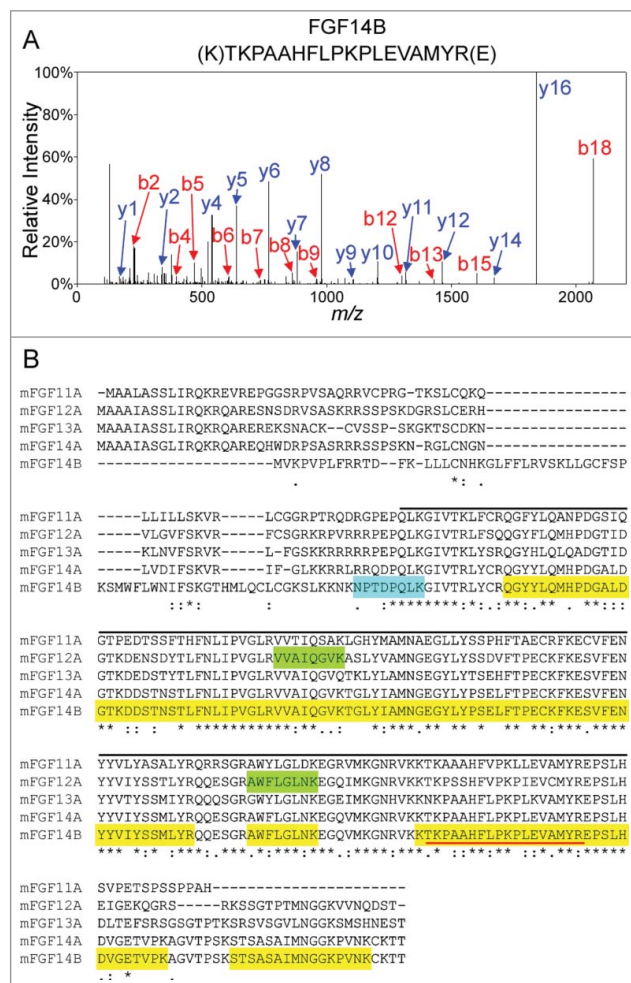 A
FGF14B
(K)TKPAAHFLPKPLEVAMYR(E)
100%
80%
60%
40%
20%
0%
Relative Intensity
0 500 1000 1500 2000
m/z
y1 b2 y2 b4 b5 y4 b6 y5 b7 y6 b8 y7 b9 y8 y9 y10 b12 y11 b13 y12 b15 y14 y16 b18
B
mFGF11A -MAALASSLIRQKREVREPGGSRPVSAQRRVCPRG-TKSLCQKQ---------------
mFGF12A MAAAIASSLIRQKRQARESNSDRVSASKRRSSPSKDGRSLCERH---------------
mFGF13A MAAAIASSLIRQKRQAREREKSNACK--CVSSP-SKGKTSCDKN---------------
mFGF14A MAAAIASGLIRQKRQAREQHWDRPSASRRRSSPSKN-RGLCNGN---------------
mFGF14B -------------------MVKPVPLFRRTD-FK-LLLCNHKGLFFLRVSKLLGCFSP
. *: .
mFGF11A -----LLILLSKVR-----LCGGRPTRQDRGPEPQLKGIVTKLFCRQGFYLQANPDGSIQ
mFGF12A -----VLGVFSKVR-----FCSGRKRPVRRRPEPQLKGIVTRLFSQQGYFLQMHPDGTID
mFGF13A -----KLNVFSRVK-----LFGSKKRRRRRPEPQLKGIVTKLYSRQGYHLQLQADGTID
mFGF14A -----LVDIFSKVR-----IFGLKKRRLRRQDPQLKGIVTRLYCRQGYYLQMHPDGALD
mFGF14B KSMWFLWNIFSKGTHMLQCLCGKSLKKNKNPTDPQLKGIVTRLYCRQGYYLQMHPDGALD
mFGF11A GTPEDTSSFTHFNLIPVGLRVVTIQSAKLGHYMAMNAEGLLYSSPHFTAECRFKECVFEN
mFGF12A GTKDENSDYTLFNLIPVGLRVVAIQGVKASLYVAMNGEGYLYSSDVFTPECKFKESVFEN
mFGF13A GTKDEDSTYTLFNLIPVGLRVVAIQGVQTKLYLAMNSEGYLYTSEHFTPECKFKESVFEN
mFGF14A GTKDDSTNSTLFNLIPVGLRVVAIQGVKTGLYIAMNGEGYLYPSELFTPECKFKESVFEN
mFGF14B GTKDDSTNSTLFNLIPVGLRVVAIQGVKTGLYIAMNGEGYLYPSELFTPECKFKESVFEN
mFGF11A YYVLYASALYRQRRSGRAWYLGLDKEGRVMKGNRVKKTKAAAHFVPKLLEVAMYREPSLH
mFGF12A YYVIYSSTLYRQQESGRAWFLGLNKEGQIMKGNRVKKTKPSSHFVPKPIEVCMYREPSLH
mFGF13A YYVTYSSMIYRQQQSGRGWYLGLNKEGEIMKGNHVKKNKPAAHFLPKPLKVAMYREPSLH
mFGF14A YYVIYSSMLYRQQESGRAWFLGLNKEGQVMKGNRVKKTKPAAHFLPKPLEVAMYREPSLH
mFGF14B YYVIYSSMLYRQQESGRAWFLGLNKEGQVMKGNRVKKTKPAAHFLPKPLEVAMYREPSLH
mFGF11A SVPETSPSSPPAH-------------------
mFGF12A EIGEKQGRS-----RKSSGTPTMNGGKVVNQDST-
mFGF13A DLTEFSRSGSGTPTKSRSVSGVLNGGKSMSHNEST
mFGF14A DVGETVPKAGVTPSKSTSASAIMNGGKPVNKCKTT
mFGF14B DVGETVPKAGVTPSKSTSASAIMNGGKPVNKCKTT
.: * . .